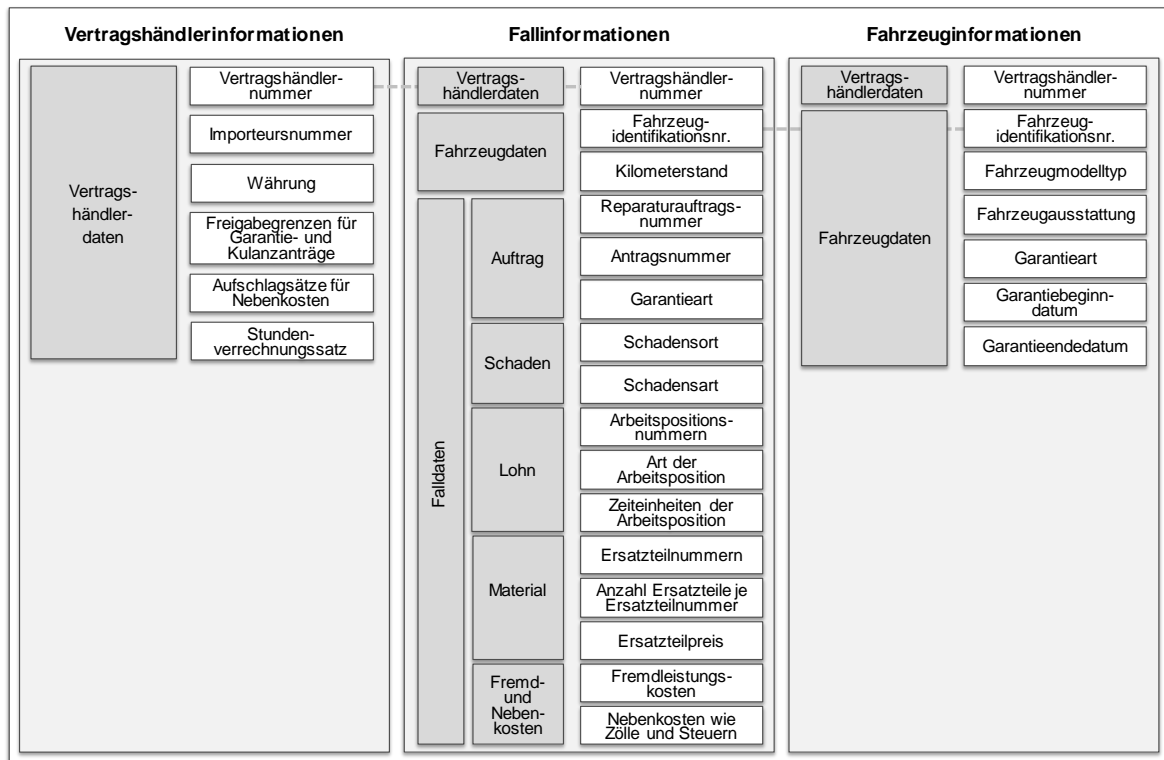 Vertragshändlerinformationen
Vertrags-
händler-
daten
Vertragshändler-
nummer
Importeursnummer
Währung
Freigabegrenzen für
Garantie- und
Kulanzanträge
Aufschlagsätze für
Nebenkosten
Stunden-
verrechnungssatz
Fallinformationen
Vertrags-
händlerdaten
Vertragshändler-
nummer
Fahrzeugdaten
Fahrzeug-
identifikationsnr.
Kilometerstand
Falldaten
Auftrag
Reparaturauftrags-
nummer
Antragsnummer
Garantieart
Schaden
Schadensort
Schadensart
Lohn
Arbeitspositions-
nummern
Art der
Arbeitsposition
Zeiteinheiten der
Arbeitsposition
Material
Ersatzteilnummern
Anzahl Ersatzteile je
Ersatzteilnummer
Ersatzteilpreis
Fremd-
und
Neben-
kosten
Fremdleistungs-
kosten
Nebenkosten wie
Zölle und Steuern
Fahrzeuginformationen
Vertrags-
händlerdaten
Vertragshändler-
nummer
Fahrzeugdaten
Fahrzeug-
identifikationsnr.
Fahrzeugmodelltyp
Fahrzeugausstattung
Garantieart
Garantiebeginn-
datum
Garantieendedatum